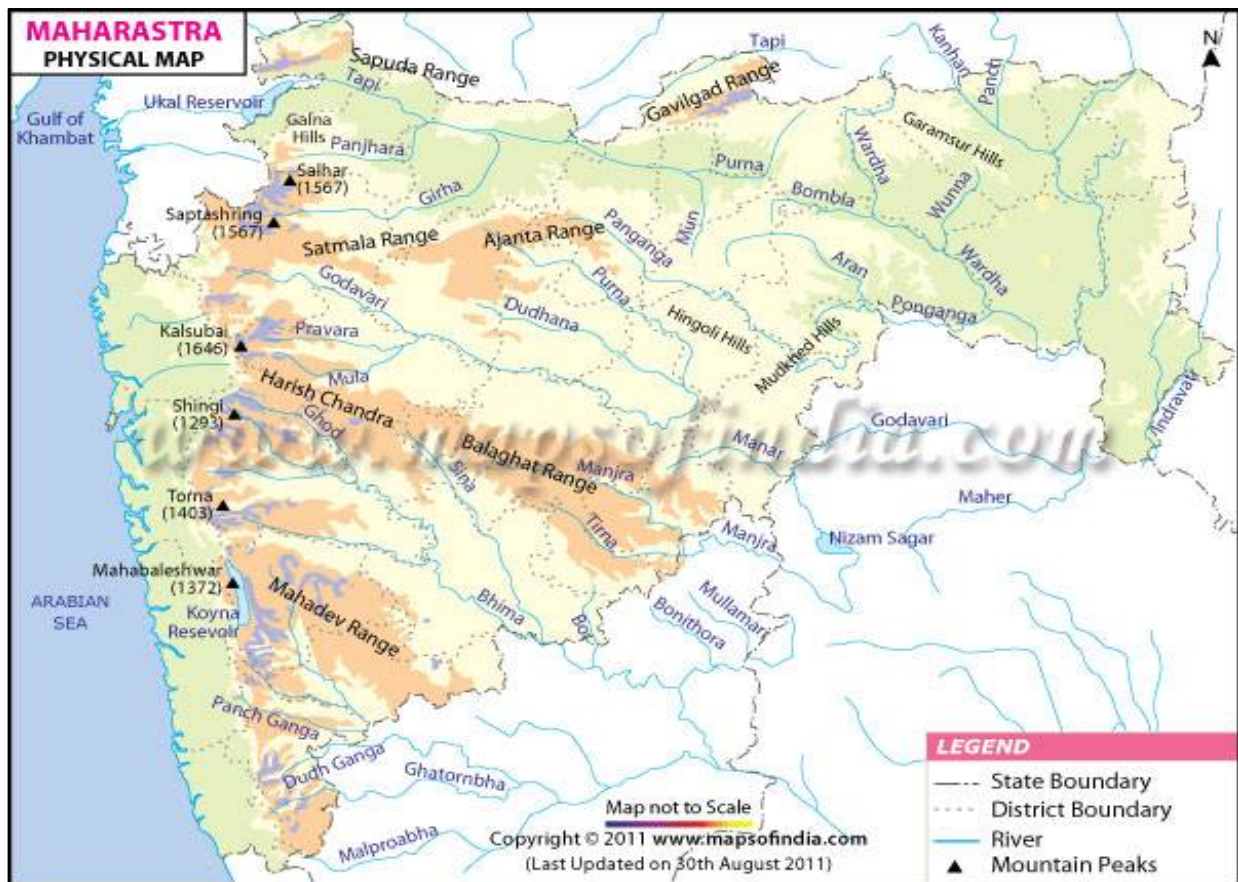 MAHARASTRA
PHYSICAL MAP
N
Sapuda Range
Tapi
Ukal Reservoir
Gulf of
Khambat
Tapi
Gavilgad Range
Kanhan
Panch
Galna
Hills
Panjhara
Salhar
(1567)
Girha
Purna
Wardha
Garamsur Hills
Wunna
Bombla
Saptashring
(1567)
Satmala Range
Ajanta Range
Panganga
Mun
Aran
Wardha
Godavari
Purna
Dudhana
Hingoli Hills
Ponganga
Mudkhed Hills
Kalsubai
(1646)
Pravara
Mula
Harish Chandra
Indravati
Shingi
(1293)
Ghod
Sina
Balaghat Range
Manjra
Manar
Godavari
www.mapsofindia.com
Maher
Torna
(1403)
Tirna
Manjra
Nizam Sagar
Mahabaleshwar
(1372)
Koyna
Resevoir
Mahadev Range
ARABIAN
SEA
Bhima
Bor
Bonithora
Mullamari
Panch Ganga
Dudh Ganga
Ghatornbha
Malproabha
Map not to Scale
Copyright © 2011 www.mapsofindia.com
(Last Updated on 30th August 2011)
LEGEND
State Boundary
District Boundary
River
Mountain Peaks